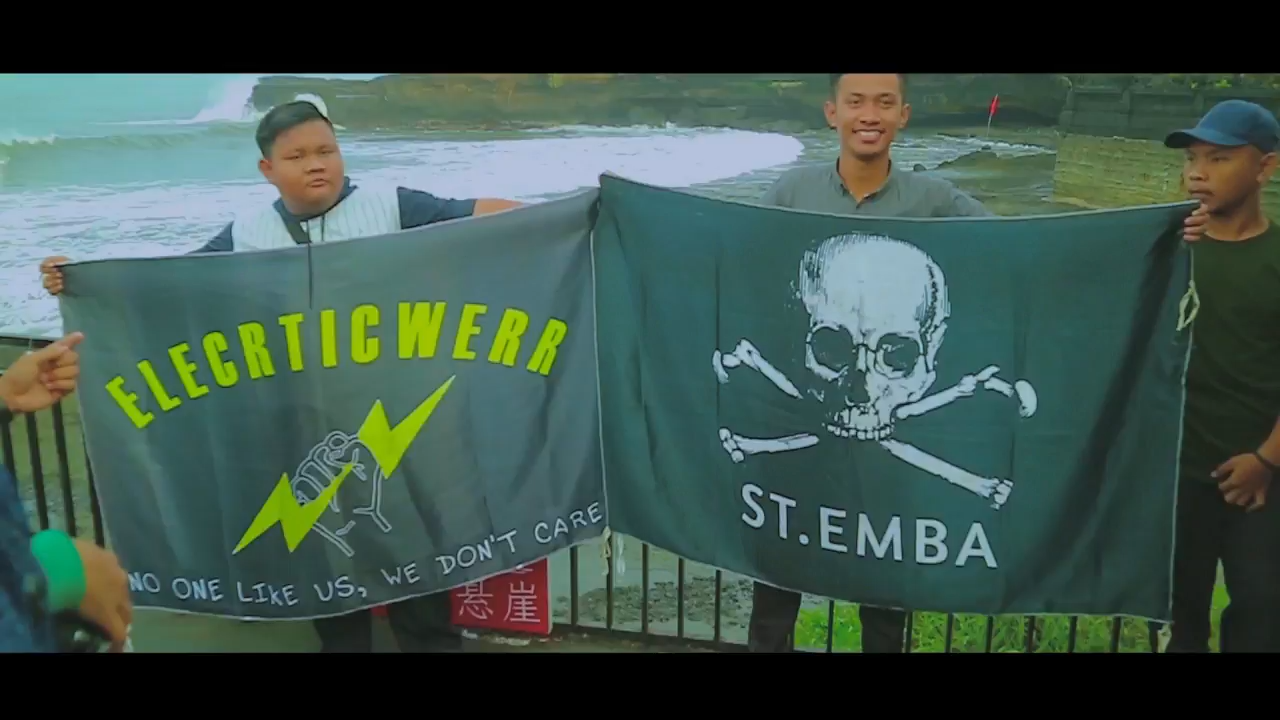 ELECRTICWERR
NO ONE LIKE US, WE DON'T CARE
ST.EMBA
悬崖